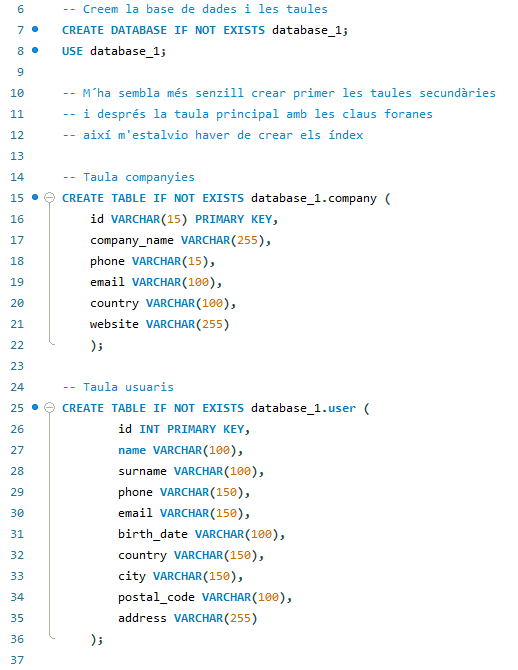 6 -- Creem la base de dades i les taules
7 CREATE DATABASE IF NOT EXISTS database_1;
8 USE database_1;
9
10 -- M´ha sembla més senzill crear primer les taules secundàries
11 -- i després la taula principal amb les claus foranes
12 -- així m'estalvio haver de crear els índex
13
14 -- Taula companyies
15 CREATE TABLE IF NOT EXISTS database_1.company (
16 id VARCHAR(15) PRIMARY KEY,
17 company_name VARCHAR(255),
18 phone VARCHAR(15),
19 email VARCHAR(100),
20 country VARCHAR(100),
21 website VARCHAR(255)
22 );
23
24 -- Taula usuaris
25 CREATE TABLE IF NOT EXISTS database_1.user (
26 id INT PRIMARY KEY,
27 name VARCHAR(100),
28 surname VARCHAR(100),
29 phone VARCHAR(150),
30 email VARCHAR(150),
31 birth_date VARCHAR(100),
32 country VARCHAR(150),
33 city VARCHAR(150),
34 postal_code VARCHAR(100),
35 address VARCHAR(255)
36 );
37